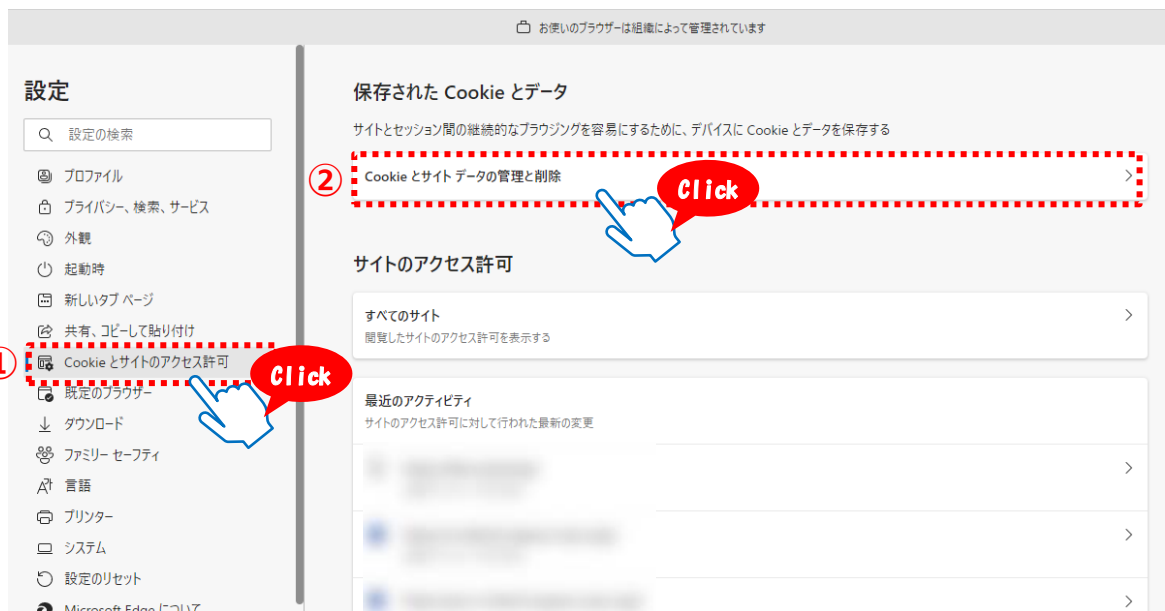 お使いのブラウザーは組織によって管理されています
設定
設定の検索
プロファイル
プライバシー、検索、サービス
外観
起動時
新しいタブ ページ
共有、コピーして貼り付け
①
Cookie とサイトのアクセス許可
Click
既定のブラウザー
ダウンロード
ファミリー セーフティ
言語
プリンター
システム
設定のリセット
Microsoft Edge について
保存された Cookie とデータ
サイトとセッション間の継続的なブラウジングを容易にするために、デバイスに Cookie とデータを保存する
②
Cookie とサイト データの管理と削除
Click
サイトのアクセス許可
すべてのサイト
閲覧したサイトのアクセス許可を表示する
最近のアクティビティ
サイトのアクセス許可に対して行われた最新の変更